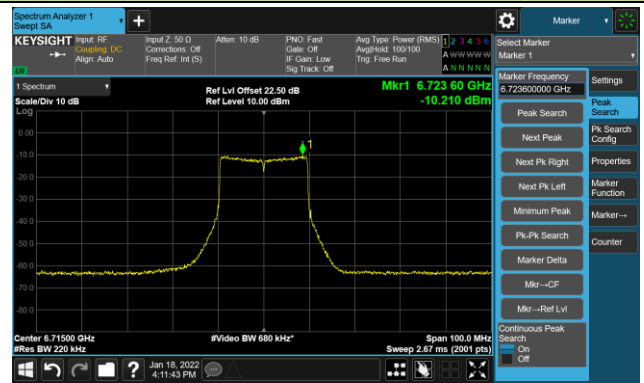 Spectrum Analyzer 1
Swept SA
+
Marker
KEYSIGHT
Input: RF
Coupling: DC
Align: Auto
Input Z: 50 Ω
Corrections: Off
Freq Ref: Int (S)
Atten: 10 dB
PNO: Fast
Gate: Off
IF Gain: Low
Sig Track: Off
Avg Type: Power (RMS)
Avg|Hold: 100/100
Trig: Free Run
1 2 3 4 5 6
A W W W W W
A N N N N N
LW
Select Marker
Marker 1
1 Spectrum
Scale/Div 10 dB
Log
Ref Lvl Offset 22.50 dB
Ref Level 10.00 dBm
Mkr1 6.723 60 GHz
-10.210 dBm
1
0.00
-10.0
-20.0
-30.0
-40.0
-50.0
-60.0
-70.0
-80.0
Center 6.71500 GHz
#Res BW 220 kHz
#Video BW 680 kHz*
Span 100.0 MHz
Sweep 2.67 ms (2001 pts)
Marker Frequency
6.723600000 GHz
Peak Search
Next Peak
Next Pk Right
Next Pk Left
Minimum Peak
Pk-Pk Search
Marker Delta
Mkr→CF
Mkr→Ref Lvl
Continuous Peak
Search
On
Off
Settings
Peak
Search
Pk Search
Config
Properties
Marker
Function
Marker→
Counter
?
Jan 18, 2022
4:11:43 PM